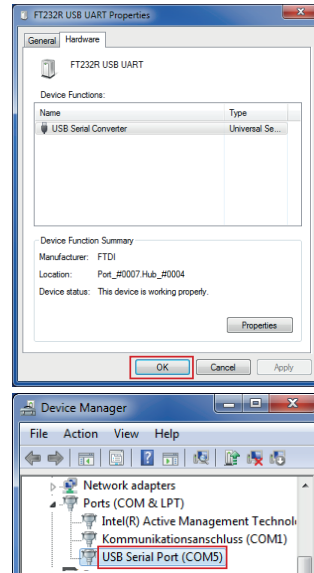 FT232R USB UART Properties
General Hardware
FT232R USB UART
Device Functions:
Name Type
USB Serial Converter Universal Se...
Device Function Summary
Manufacturer: FTDI
Location: Port_#0007.Hub_#0004
Device status: This device is working properly.
Properties
OK Cancel Apply
Device Manager
File Action View Help
Network adapters
Ports (COM & LPT)
Intel(R) Active Management Technol
Kommunikationsanschluss (COM1)
USB Serial Port (COM5)